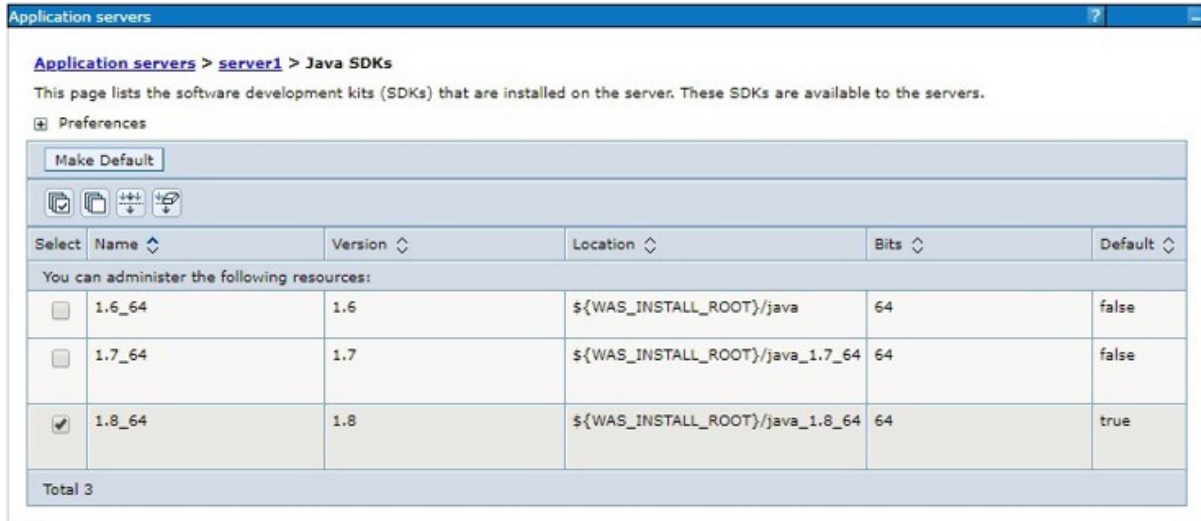 Application servers ? –
Application servers > server1 > Java SDKs
This page lists the software development kits (SDKs) that are installed on the server. These SDKs are available to the servers.
+ Preferences
Make Default
Select Name Version Location Bits Default
You can administer the following resources:
1.6_64 1.6 ${WAS_INSTALL_ROOT}/java 64 false
1.7_64 1.7 ${WAS_INSTALL_ROOT}/java_1.7_64 64 false
1.8_64 1.8 ${WAS_INSTALL_ROOT}/java_1.8_64 64 true
Total 3